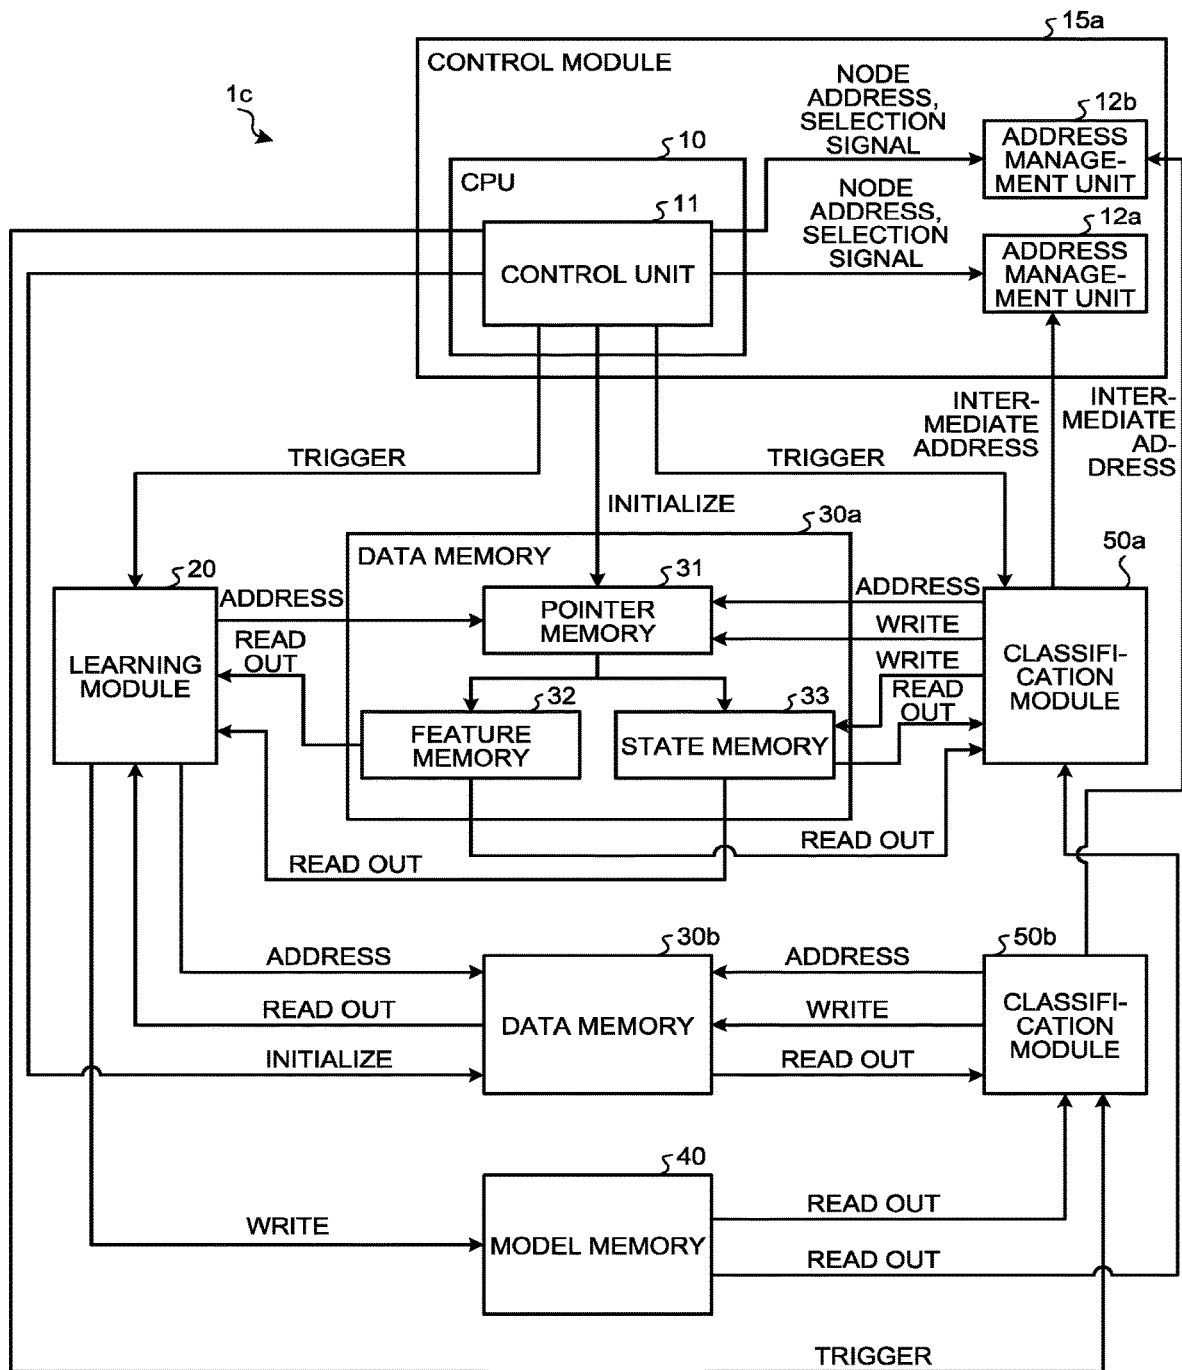 15a
CONTROL MODULE
1c
NODE
ADDRESS,
SELECTION
SIGNAL
12b
ADDRESS
MANAGE-
MENT UNIT
10
CPU
11
CONTROL UNIT
NODE
ADDRESS,
SELECTION
SIGNAL
12a
ADDRESS
MANAGE-
MENT UNIT
INTER-
MEDIATE
ADDRESS
INTER-
MEDIATE
AD-
DRESS
TRIGGER
TRIGGER
INITIALIZE
30a
DATA MEMORY
50a
20
31
ADDRESS
POINTER
MEMORY
ADDRESS
WRITE
READ
OUT
LEARNING
MODULE
WRITE
READ
OUT
CLASSIFI-
CATION
MODULE
32
FEATURE
MEMORY
33
STATE MEMORY
READ OUT
READ OUT
30b
50b
ADDRESS
ADDRESS
READ OUT
DATA MEMORY
WRITE
CLASSIFI-
CATION
MODULE
INITIALIZE
READ OUT
40
READ OUT
WRITE
MODEL MEMORY
READ OUT
TRIGGER